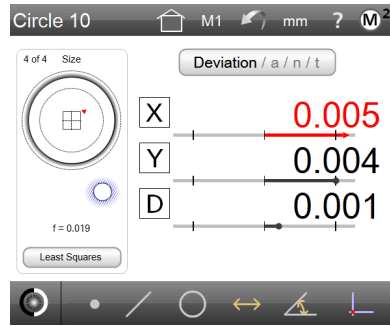 Circle 10 M1 mm ? M2
4 of 4 Size
Deviation / a / n / t
X 0.005
Y 0.004
D 0.001
f = 0.019
Least Squares